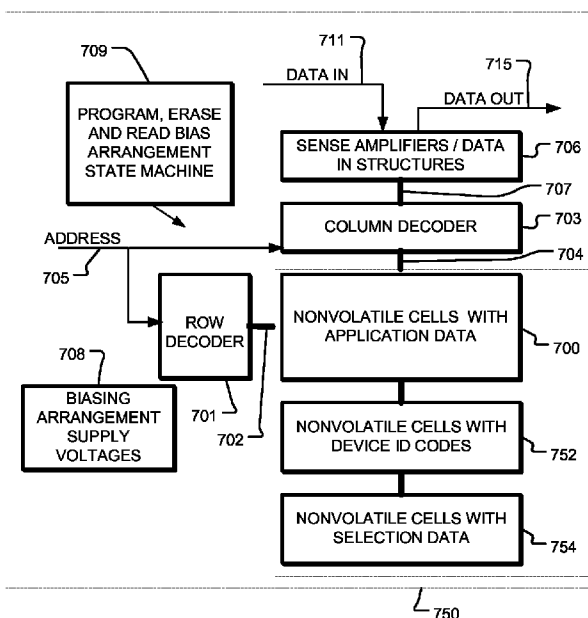 709
711
DATA IN
715
DATA OUT
PROGRAM, ERASE
AND READ BIAS
ARRANGEMENT
STATE MACHINE
SENSE AMPLIFIERS / DATA
IN STRUCTURES
706
707
COLUMN DECODER
703
ADDRESS
704
705
ROW
DECODER
NONVOLATILE CELLS WITH
APPLICATION DATA
700
708
701
702
BIASING
ARRANGEMENT
SUPPLY
VOLTAGES
NONVOLATILE CELLS WITH
DEVICE ID CODES
752
NONVOLATILE CELLS WITH
SELECTION DATA
754
750